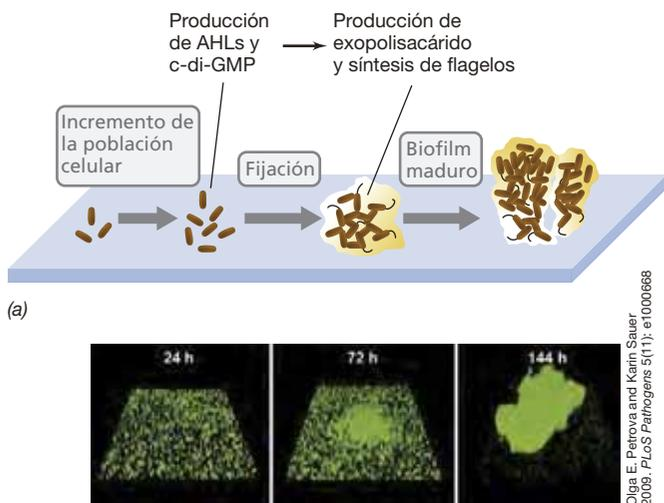 Producción
de AHLs y
c-di-GMP
Producción de
exopolisacárido
y síntesis de flagelos
Incremento de
la población
celular
Fijación
Biofilm
maduro
(a)
24 h
72 h
144 h
Olga E. Petrova and Karin Sauer
2009. PLoS Pathogens 5(11): e1000668